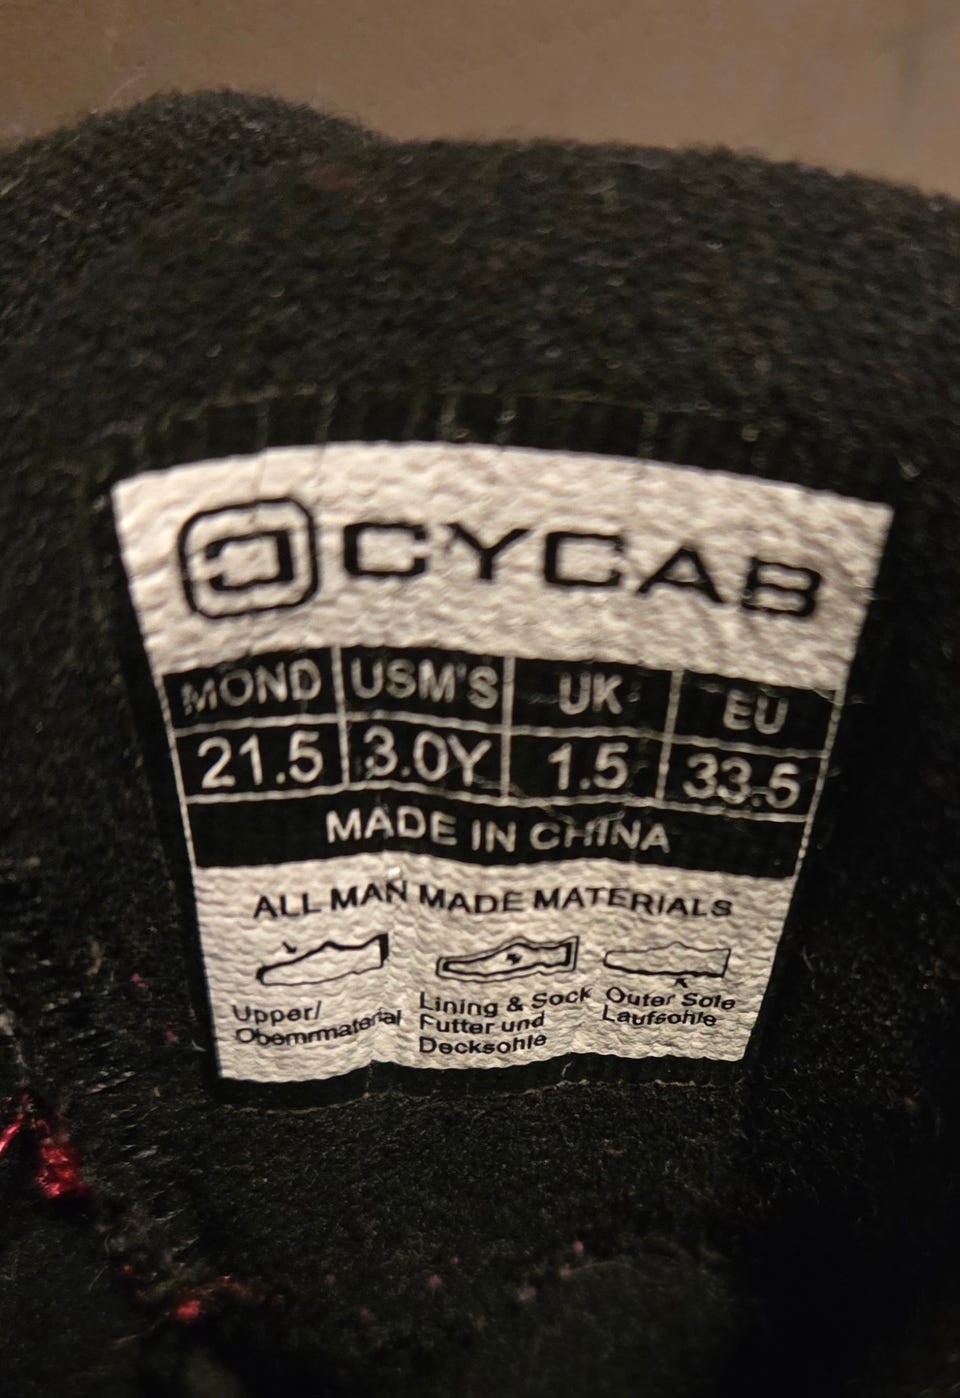 CYCAB
MOND USM'S UK EU
21.5 3.0Y 1.5 33.5
MADE IN CHINA
ALL MAN MADE MATERIALS
Upper/
Obermmaterial
Lining & Sock
Futter und
Decksohle
Outer Sole
Laufsohle